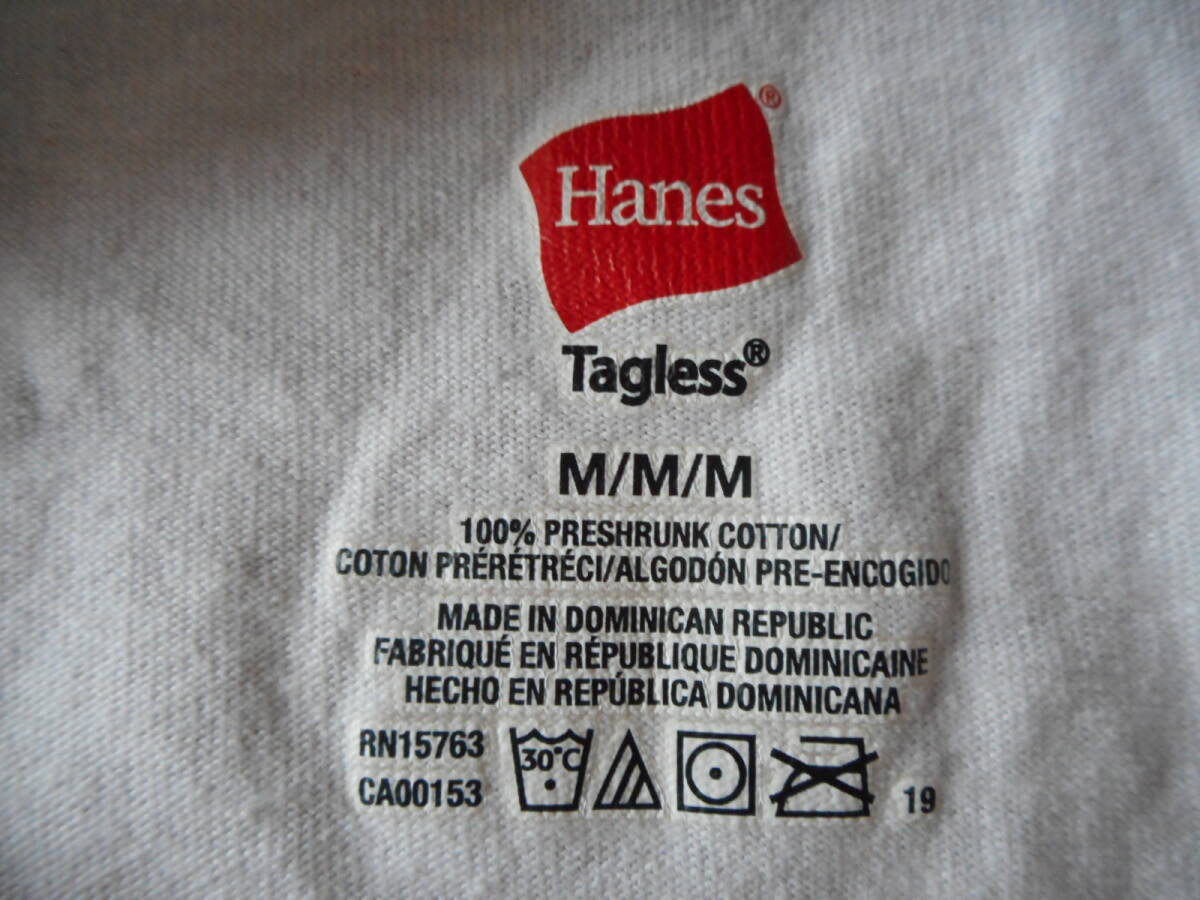 Hanes®
Tagless®
M/M/M
100% PRESHRUNK COTTON/
COTON PRÉRÉTRÉCI/ALGODÓN PRE-ENCOGIDO
MADE IN DOMINICAN REPUBLIC
FABRIQUÉ EN RÉPUBLIQUE DOMINICAINE
HECHO EN REPÚBLICA DOMINICANA
RN15763
CA00153
30°C
19